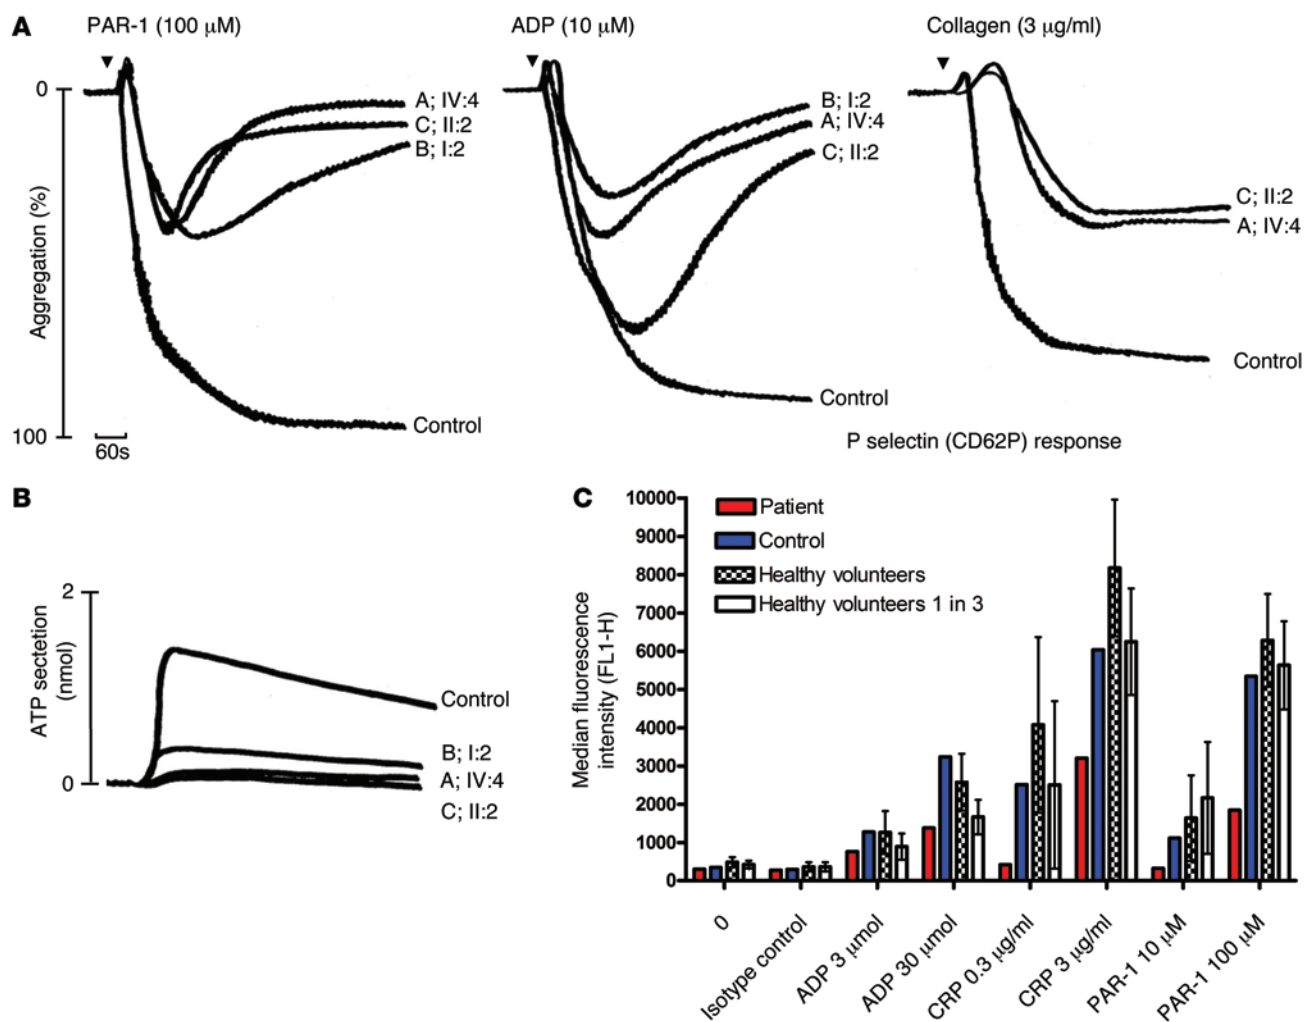 A
PAR-1 (100 μM)
ADP (10 μM)
Collagen (3 μg/ml)
Aggregation (%)
0
100
60s
A; IV:4
C; II:2
B; I:2
Control
B; I:2
A; IV:4
C; II:2
Control
C; II:2
A; IV:4
Control
B
ATP sectetion
(nmol)
2
0
Control
B; I:2
A; IV:4
C; II:2
P selectin (CD62P) response
C
Median fluorescence
intensity (FL1-H)
10000
9000
8000
7000
6000
5000
4000
3000
2000
1000
0
Patient
Control
Healthy volunteers
Healthy volunteers 1 in 3
0
Isotype control
ADP 3 μmol
ADP 30 μmol
CRP 0.3 μg/ml
CRP 3 μg/ml
PAR-1 10 μM
PAR-1 100 μM